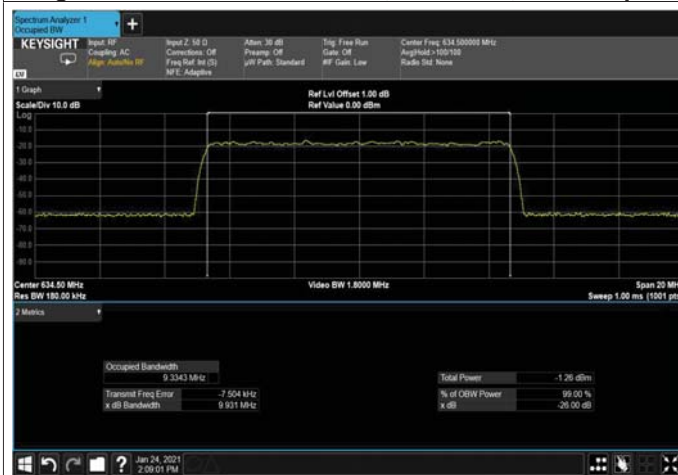 Spectrum Analyzer 1
Occupied BW
KEYSIGHT
Input: RF
Coupling: AC
Align: Auto/No RF
Input Z: 50 Ω
Corrections: Off
Freq Ref: Int (S)
NFE: Adaptive
Atten: 30 dB
Preamp: Off
µW Path: Standard
Trig: Free Run
Gate: Off
#IF Gain: Low
Center Freq: 634.500000 MHz
Avg|Hold:>100/100
Radio Std: None
1 Graph
Scale/Div 10.0 dB
Ref Lvl Offset 1.00 dB
Ref Value 0.00 dBm
Log
-10.0
-20.0
-30.0
-40.0
-50.0
-60.0
-70.0
-80.0
-90.0
Center 634.50 MHz
Res BW 180.00 kHz
Video BW 1.8000 MHz
Span 20 MH
Sweep 1.00 ms (1001 pts
2 Metrics
Occupied Bandwidth
9.3343 MHz
Transmit Freq Error -7.504 kHz
x dB Bandwidth 9.931 MHz
Total Power -1.26 dBm
% of OBW Power 99.00 %
x dB -26.00 dB
Jan 24, 2021
2:09:01 PM